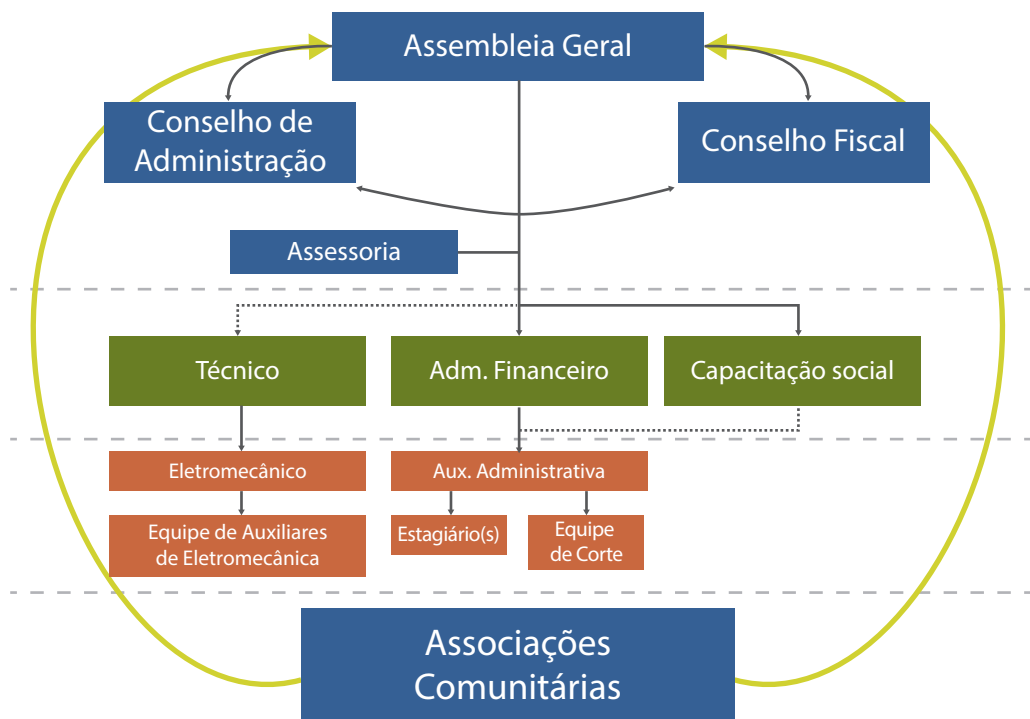 Assembleia Geral
Conselho de
Administração
Conselho Fiscal
Assessoria
Técnico
Adm. Financeiro
Capacitação social
Eletromecânico
Aux. Administrativa
Equipe de Auxiliares
de Eletromecânica
Estagiário(s)
Equipe
de Corte
Associações
Comunitárias